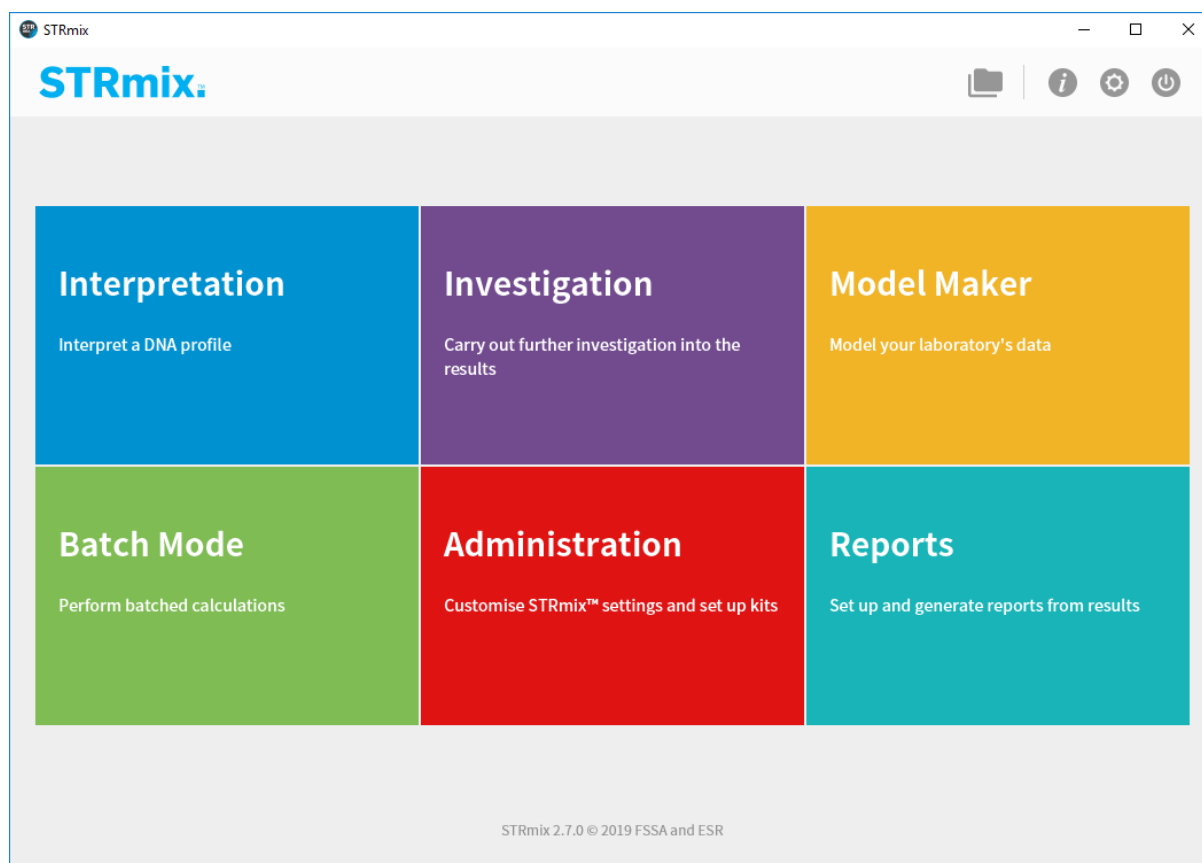 STRmix
STRmix™
Interpretation
Interpret a DNA profile
Investigation
Carry out further investigation into the
results
Model Maker
Model your laboratory's data
Batch Mode
Perform batched calculations
Administration
Customise STRmix™ settings and set up kits
Reports
Set up and generate reports from results
STRmix 2.7.0 © 2019 FSSA and ESR